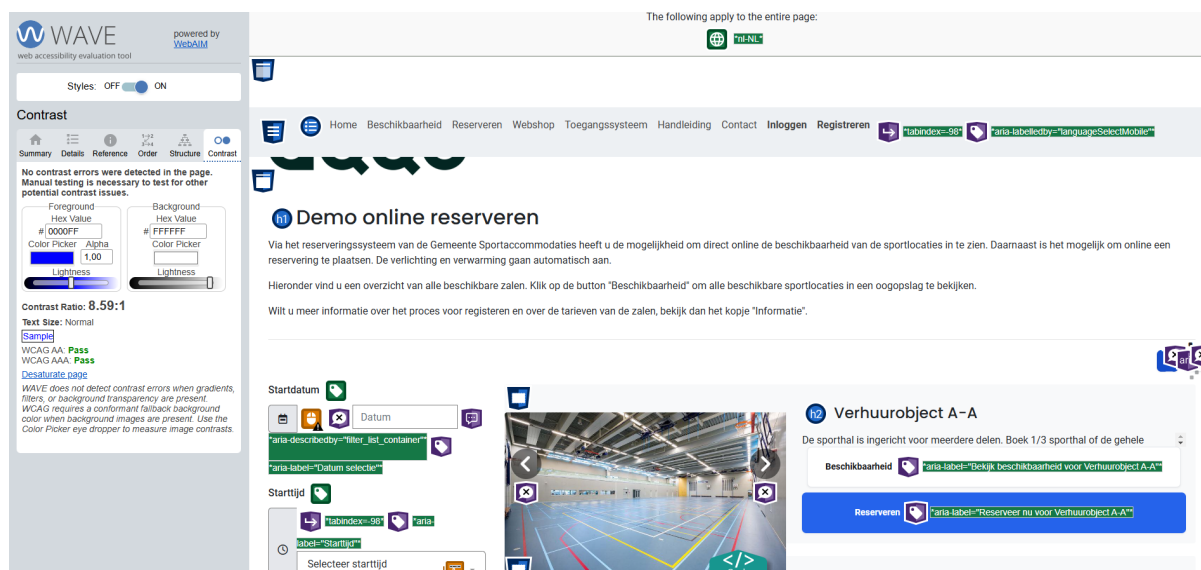 WAVE
powered by
WebAIM
web accessibility evaluation tool
Styles: OFF ON
Contrast
Summary Details Reference Order Structure Contrast
No contrast errors were detected in the page.
Manual testing is necessary to test for other
potential contrast issues.
Foreground
Hex Value
# 0000FF
Color Picker Alpha
1,00
Lightness
Background
Hex Value
# FFFFFF
Color Picker
Lightness
Contrast Ratio: 8.59:1
Text Size: Normal
Sample
WCAG AA: Pass
WCAG AAA: Pass
Desaturate page
WAVE does not detect contrast errors when gradients,
filters, or background transparency are present.
WCAG requires a conformant fallback background
color when background images are present. Use the
Color Picker eye dropper to measure image contrasts.
The following apply to the entire page:
*nl-NL*
Home Beschikbaarheid Reserveren Webshop Toegangssysteem Handleiding Contact Inloggen Registreren *tabindex=-98* *aria-labelledby="languageSelectMobile"*
h1 Demo online reserveren
Via het reserveringssysteem van de Gemeente Sportaccommodaties heeft u de mogelijkheid om direct online de beschikbaarheid van de sportlocaties in te zien. Daarnaast is het mogelijk om online een
reservering te plaatsen. De verlichting en verwarming gaan automatisch aan.
Hieronder vind u een overzicht van alle beschikbare zalen. Klik op de button "Beschikbaarheid" om alle beschikbare sportlocaties in een oogopslag te bekijken.
Wilt u meer informatie over het proces voor registeren en over de tarieven van de zalen, bekijk dan het kopje "Informatie".
Startdatum
Datum
*aria-describedby="filter_list_container"*
*aria-label="Datum selectie"*
Starttijd
*tabindex=-98* *aria-
label="Starttijd"*
Selecteer starttijd
</>
h2 Verhuurobject A-A
De sporthal is ingericht voor meerdere delen. Boek 1/3 sporthal of de gehele
Beschikbaarheid *aria-label="Bekijk beschikbaarheid voor Verhuurobject A-A"*
Reserveren *aria-label="Reserveer nu voor Verhuurobject A-A"*